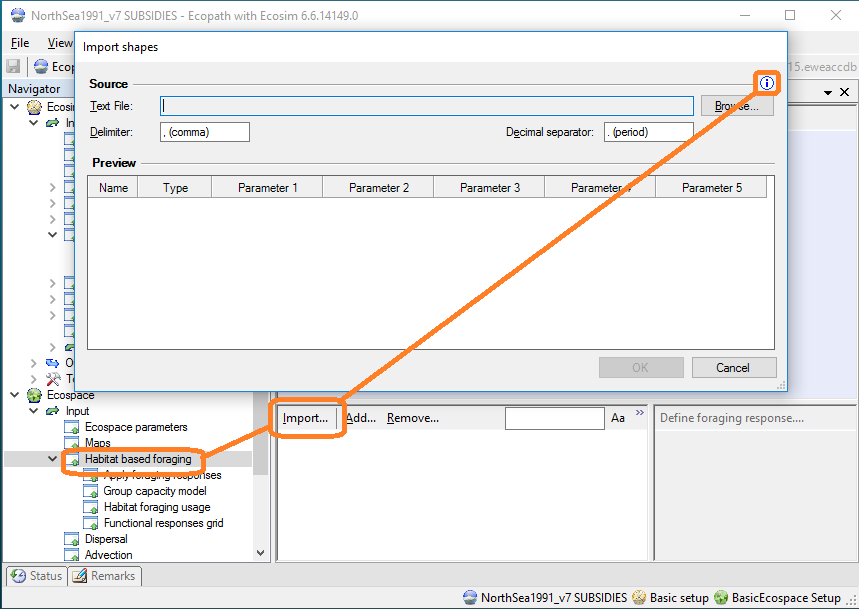 NorthSea1991_v7 SUBSIDIES - Ecopath with Ecosim 6.6.14149.0
File View
Import shapes
Ecop
15.eweaccdb
Navigator
Source
Text File:
Browse...
Delimiter: , (comma) Decimal separator: . (period)
Preview
Name Type Parameter 1 Parameter 2 Parameter 3 Parameter 4 Parameter 5
Ecosi
In
O
To
OK Cancel
Ecospace
Input
Ecospace parameters
Maps
Habitat based foraging
Apply foraging responses
Group capacity model
Habitat foraging usage
Functional responses grid
Dispersal
Advection
Import... Add... Remove... Aa »
Define foraging response....
Status Remarks
NorthSea1991_v7 SUBSIDIES Basic setup BasicEcospace Setup